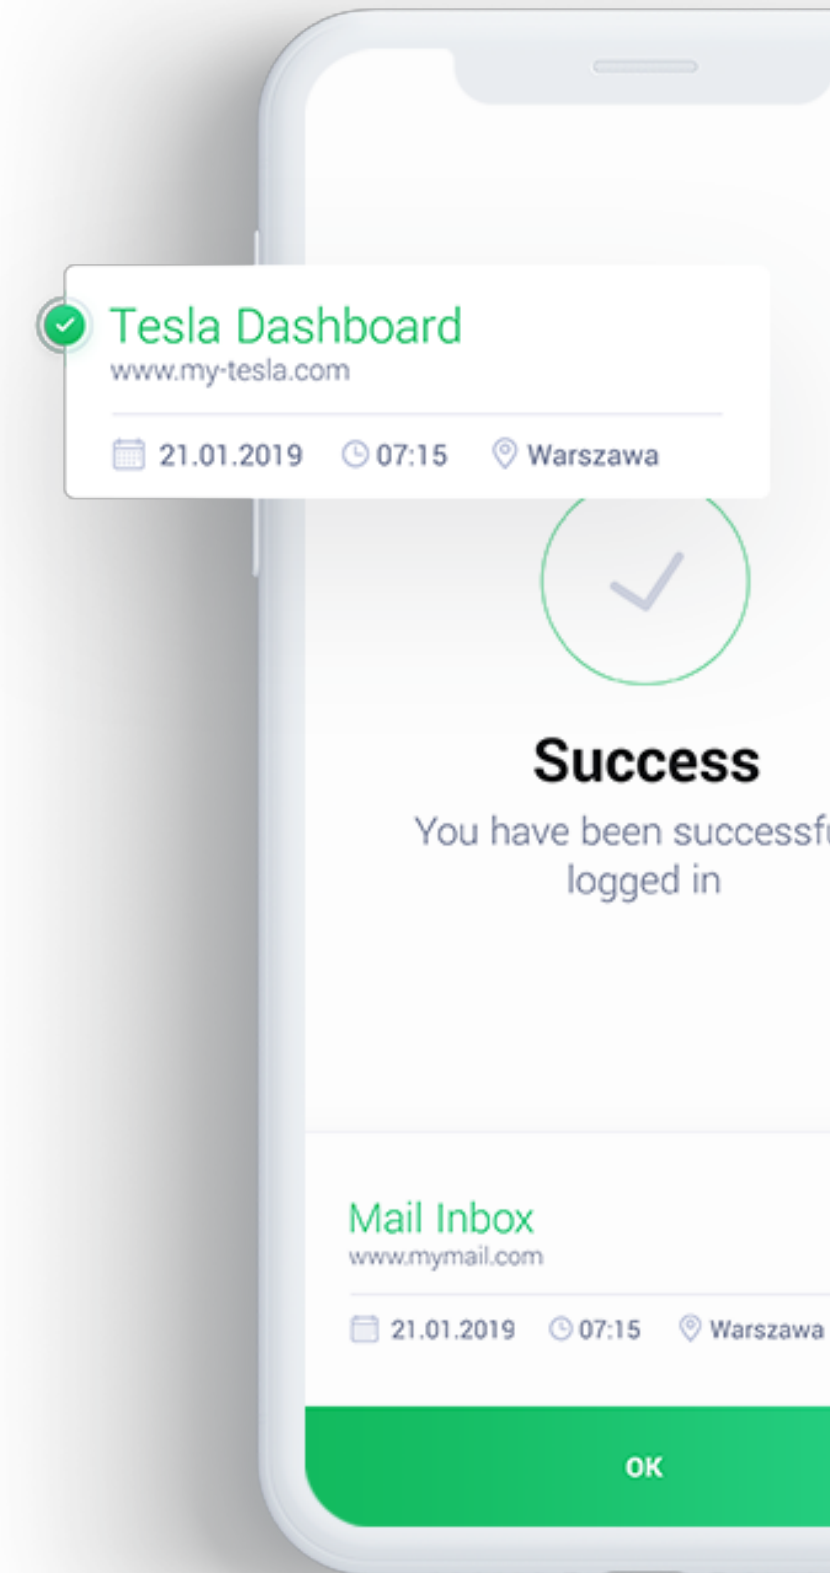 Tesla Dashboard
www.my-tesla.com
21.01.2019 07:15 Warszawa
Success
You have been successfu
logged in
Mail Inbox
www.mymail.com
21.01.2019 07:15 Warszawa
OK